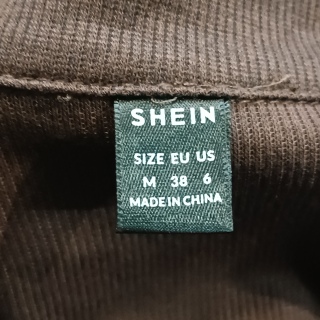 SHEIN
SIZE EU US
M 38 6
MADE IN CHINA